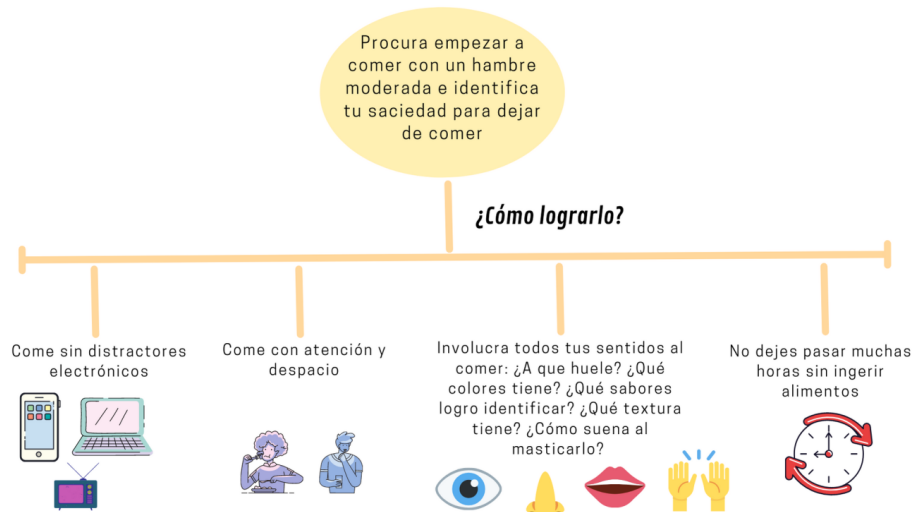 Procura empezar a
comer con un hambre
moderada e identifica
tu saciedad para dejar
de comer
¿Cómo lograrlo?
Come sin distractores
electrónicos
Come con atención y
despacio
Involucra todos tus sentidos al
comer: ¿A que huele? ¿Qué
colores tiene? ¿Qué sabores
logro identificar? ¿Qué textura
tiene? ¿Cómo suena al
masticarlo?
No dejes pasar muchas
horas sin ingerir
alimentos